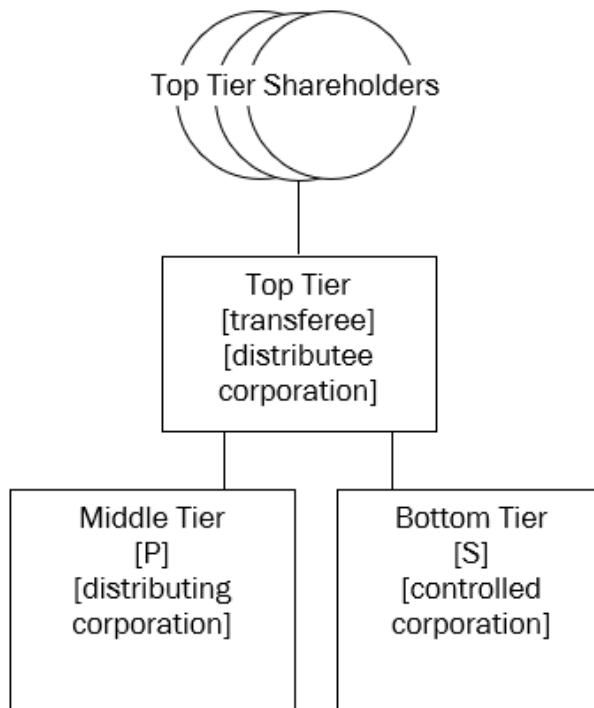 Top Tier Shareholders
Top Tier
[transferee]
[distributee
corporation]
Middle Tier
[P]
[distributing
corporation]
Bottom Tier
[S]
[controlled
corporation]